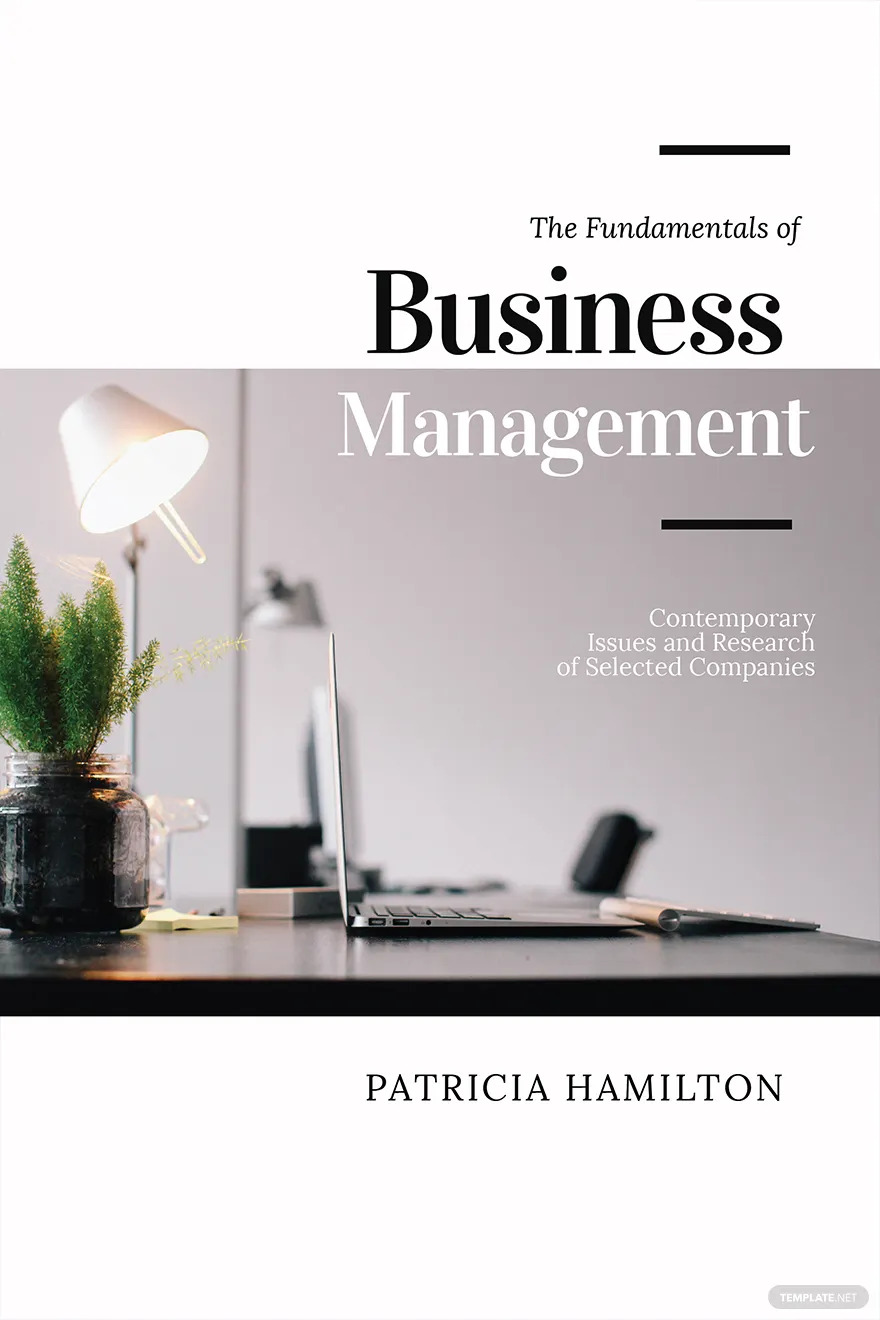 The Fundamentals of
Business
Management
Contemporary
Issues and Research
of Selected Companies
PATRICIA HAMILTON
TEMPLATE.NET